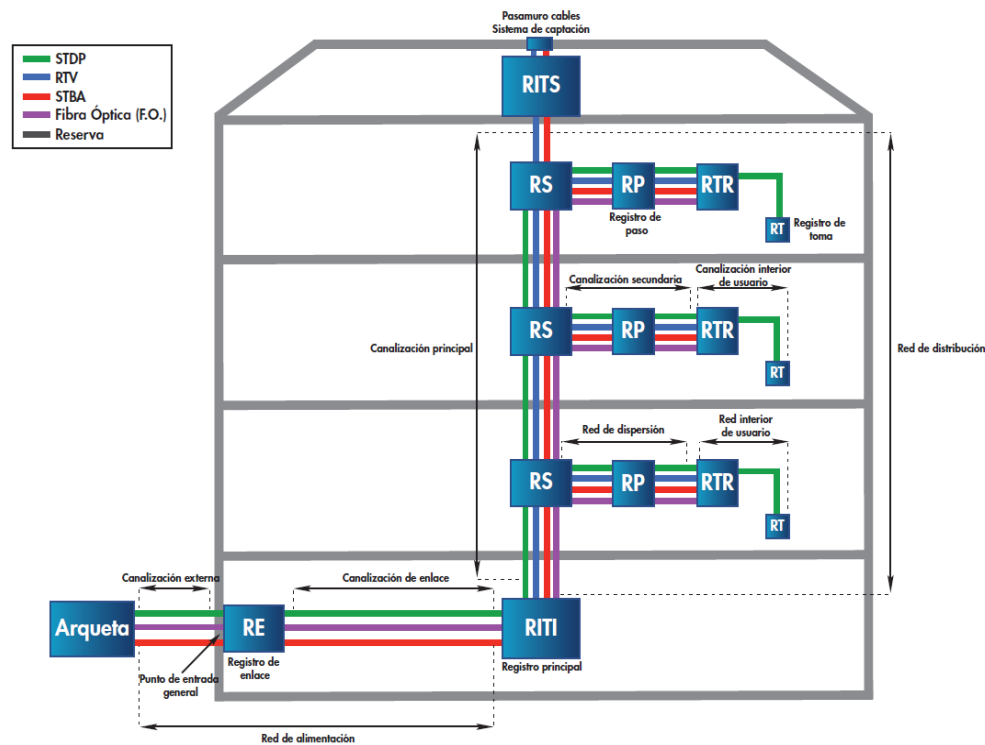 Pasamuro cables
Sistema de captación
STDP
RTV
STBA
Fibra Óptica (F.O.)
Reserva
RITS
RS
RP
RTR
Registro de
paso
RT
Registro de
toma
Canalización secundaria
Canalización interior
de usuario
RS
RP
RTR
Canalización principal
Red de distribución
RT
Red de dispersión
Red interior
de usuario
RS
RP
RTR
RT
Canalización externa
Canalización de enlace
Arqueta
RE
RITI
Registro de
enlace
Registro principal
Punto de entrada
general
Red de alimentación